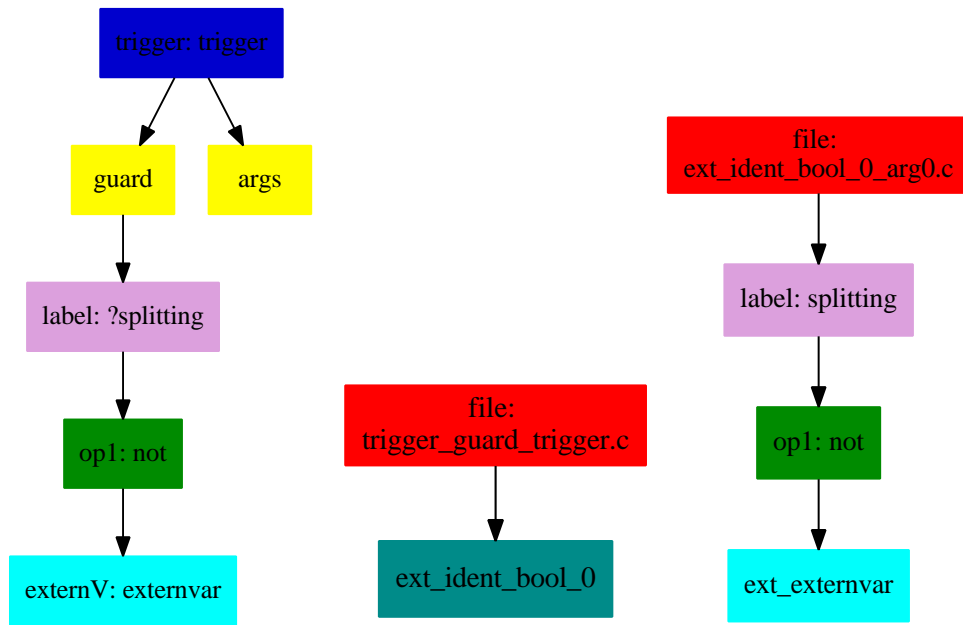 trigger: trigger
guard
args
label: ?splitting
op1: not
externV: externvar
file:
trigger_guard_trigger.c
ext_ident_bool_0
file:
ext_ident_bool_0_arg0.c
label: splitting
op1: not
ext_externvar